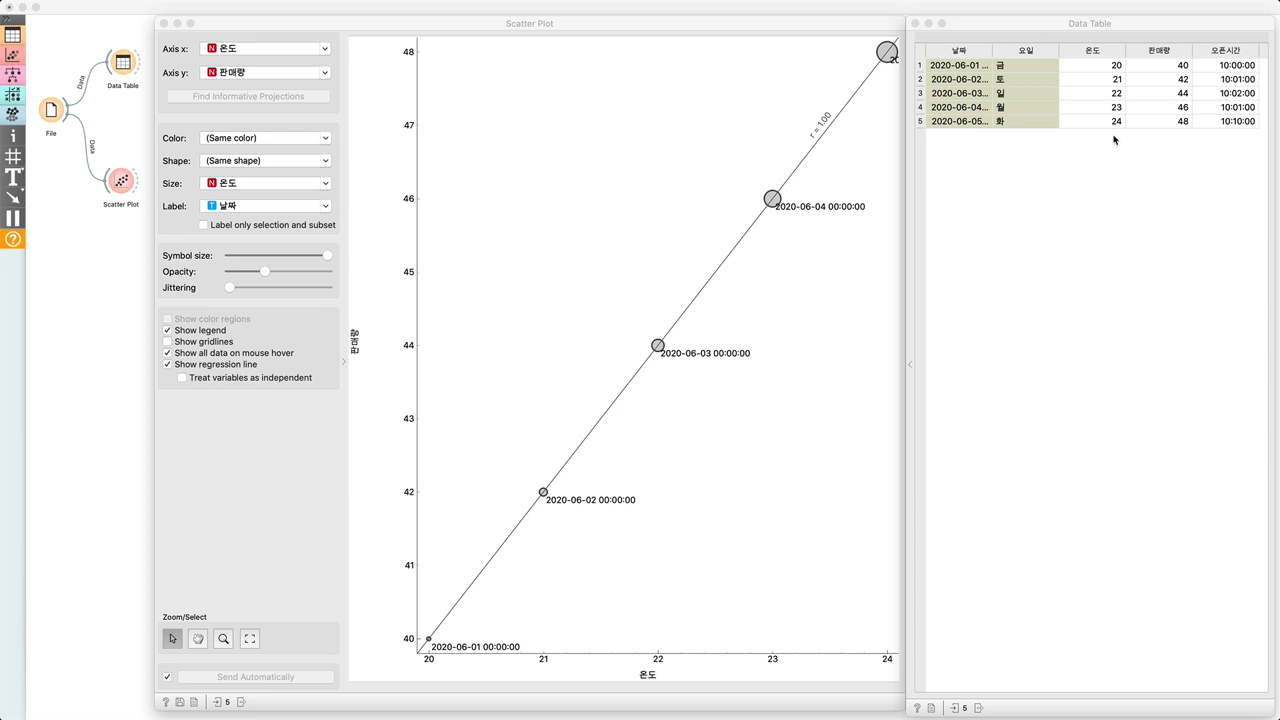 Scatter Plot
Data Table
Axis x: N 온도
Axis y: N 판매량
Find Informative Projections
Color: (Same color)
Shape: (Same shape)
Size: N 온도
Label: T 날짜
Label only selection and subset
Symbol size:
Opacity:
Jittering
Show color regions
Show legend
Show gridlines
Show all data on mouse hover
Show regression line
Treat variables as independent
Zoom/Select
Send Automatically
5
Data
Data
File
Data Table
Scatter Plot
48
47
46
45
44
43
42
41
40
판매량
r = 1.00
20
2020-06-04 00:00:00
2020-06-03 00:00:00
2020-06-02 00:00:00
2020-06-01 00:00:00
20 21 22 23 24
온도
날짜 요일 온도 판매량 오픈시간
1 2020-06-01 ... 금 20 40 10:00:00
2 2020-06-02... 토 21 42 10:01:00
3 2020-06-03... 일 22 44 10:02:00
4 2020-06-04... 월 23 46 10:01:00
5 2020-06-05... 화 24 48 10:10:00
5